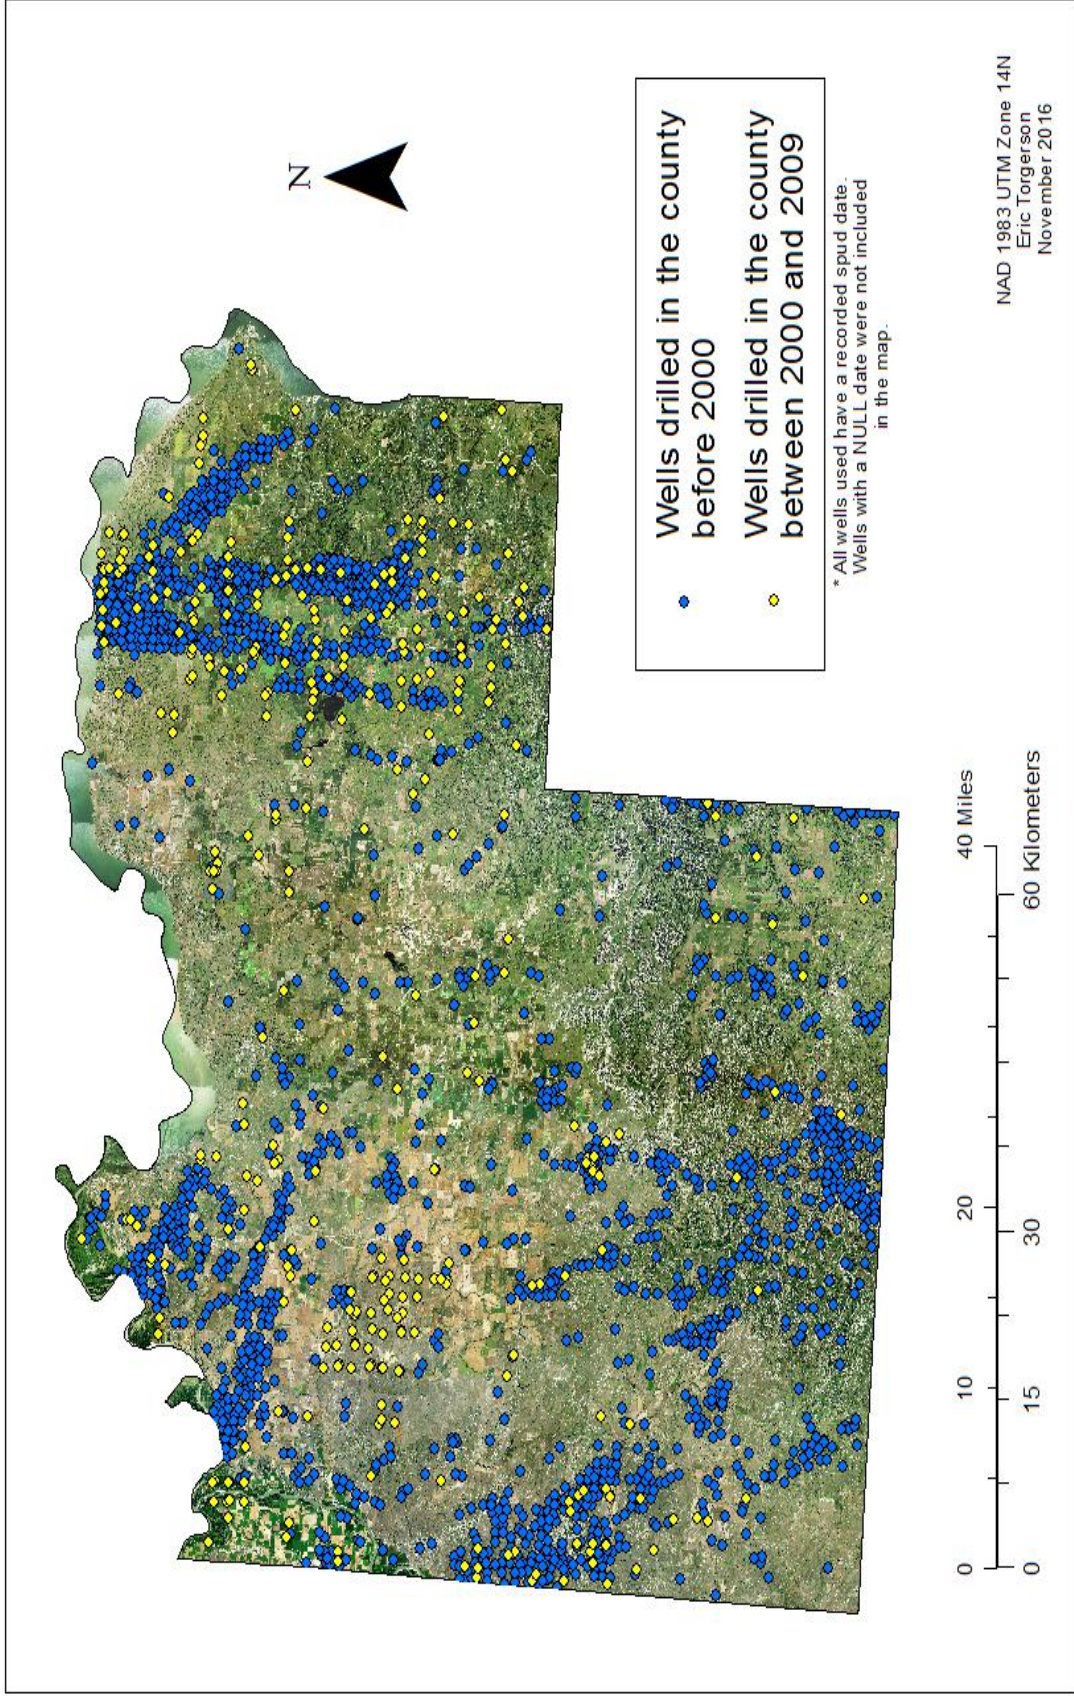 N
Wells drilled in the county
before 2000
Wells drilled in the county
between 2000 and 2009
* All wells used have a recorded spud date.
Wells with a NULL date were not included
in the map.
0 10 20 40 Miles
0 15 30 60 Kilometers
NAD 1983 UTM Zone 14N
Eric Torgerson
November 2016